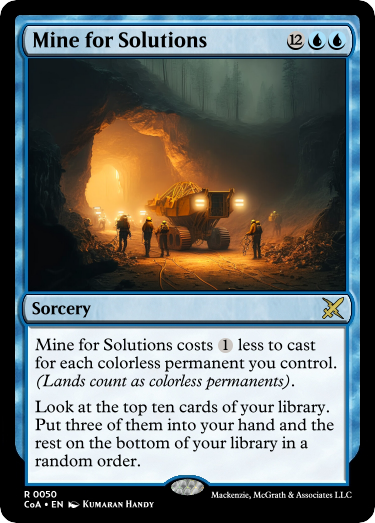 Mine for Solutions 12
Sorcery
Mine for Solutions costs 1 less to cast
for each colorless permanent you control.
(Lands count as colorless permanents).
Look at the top ten cards of your library.
Put three of them into your hand and the
rest on the bottom of your library in a
random order.
R 0050
CoA • EN Kumaran Handy
Mackenzie, McGrath & Associates LLC